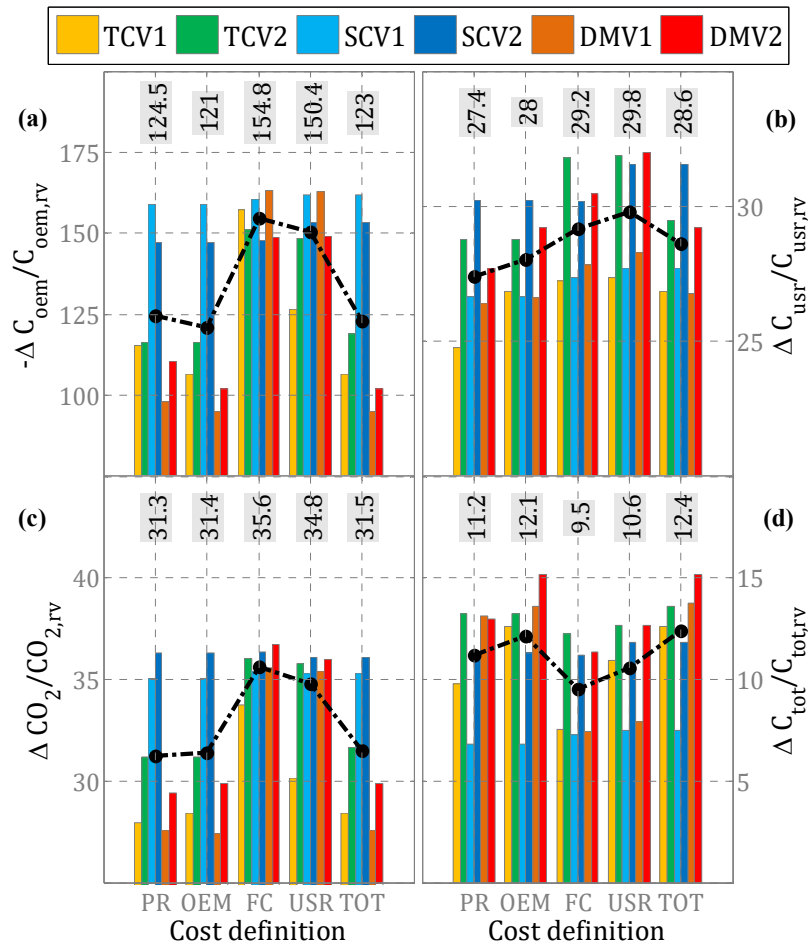 TCV1 TCV2 SCV1 SCV2 DMV1 DMV2
(a)
124.5 121 154.8 150.4 123
175
150
125
100
-Δ C_oem/C_oem,rv
(b)
27.4 28 29.2 29.8 28.6
30
25
Δ C_usr/C_usr,rv
(c)
31.3 31.4 35.6 34.8 31.5
40
35
30
Δ CO_2/CO_2,rv
PR OEM FC USR TOT
Cost definition
(d)
11.2 12.1 9.5 10.6 12.4
15
10
5
Δ C_tot/C_tot,rv
PR OEM FC USR TOT
Cost definition